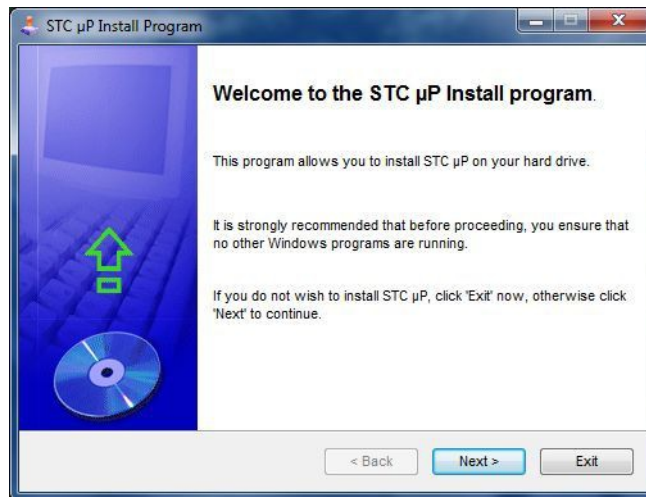 STC µP Install Program
Welcome to the STC µP Install program.
This program allows you to install STC µP on your hard drive.
It is strongly recommended that before proceeding, you ensure that
no other Windows programs are running.
If you do not wish to install STC µP, click 'Exit' now, otherwise click
'Next' to continue.
< Back Next > Exit